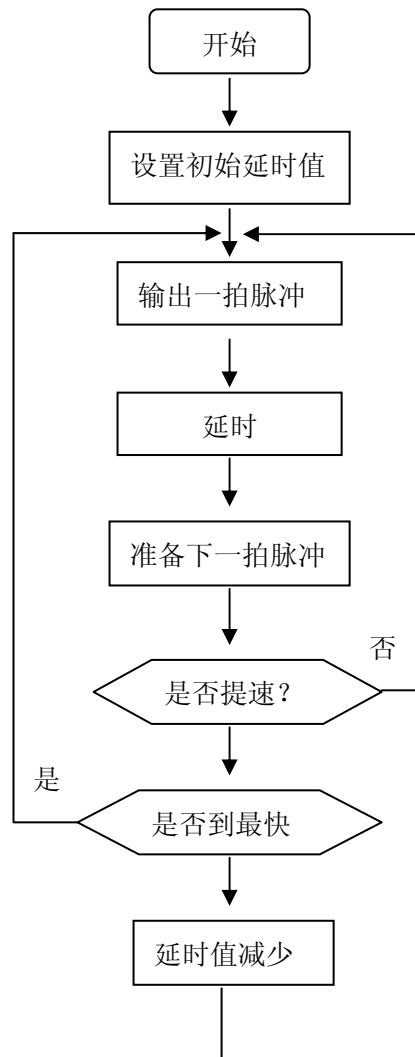 开始
设置初始延时值
输出一拍脉冲
延时
准备下一拍脉冲
否
是否提速？
是
是否到最快
延时值减少